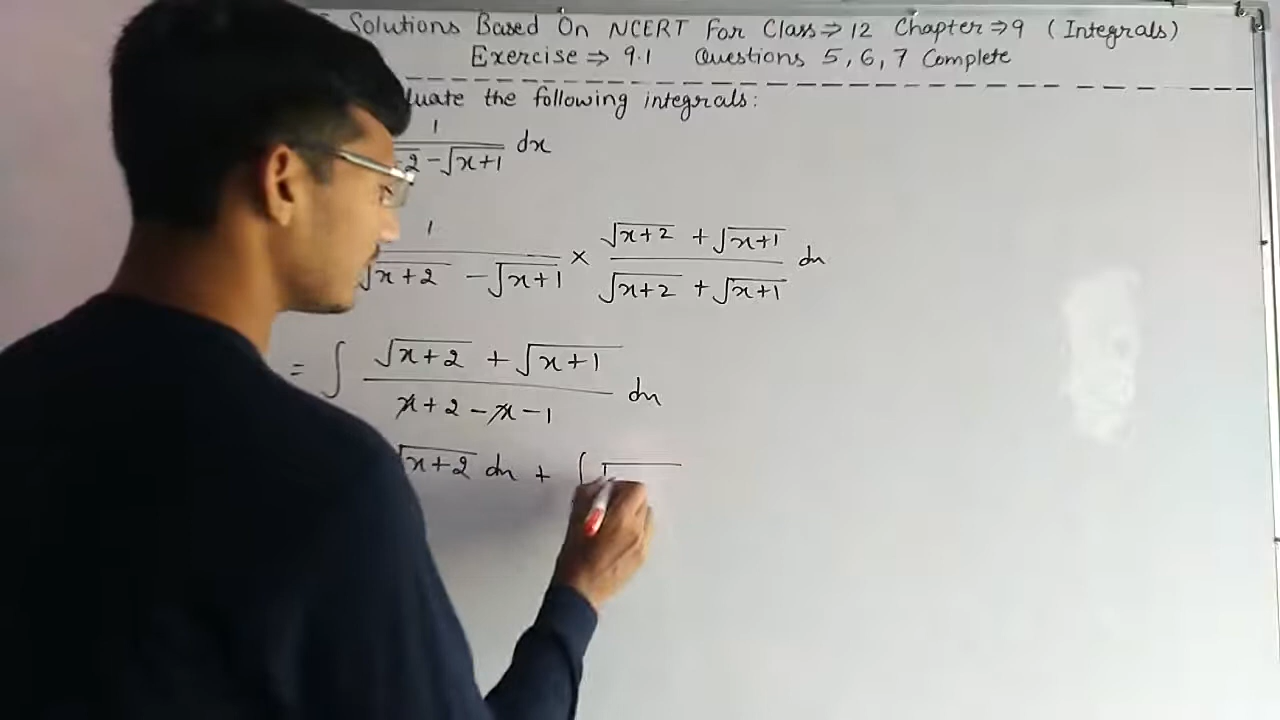 Solutions Based On NCERT For Class ⇒ 12 Chapter ⇒ 9 (Integrals)
Exercise ⇒ 9.1 Questions 5, 6, 7 Complete
the following integrals:
1
-2 - √x+1 dx
1 √x+2 + √x+1
√x+2 - √x+1 × √x+2 + √x+1 dx
= ∫ √x+2 + √x+1
x+2-x-1 dx
√x+2 dx + ∫ √